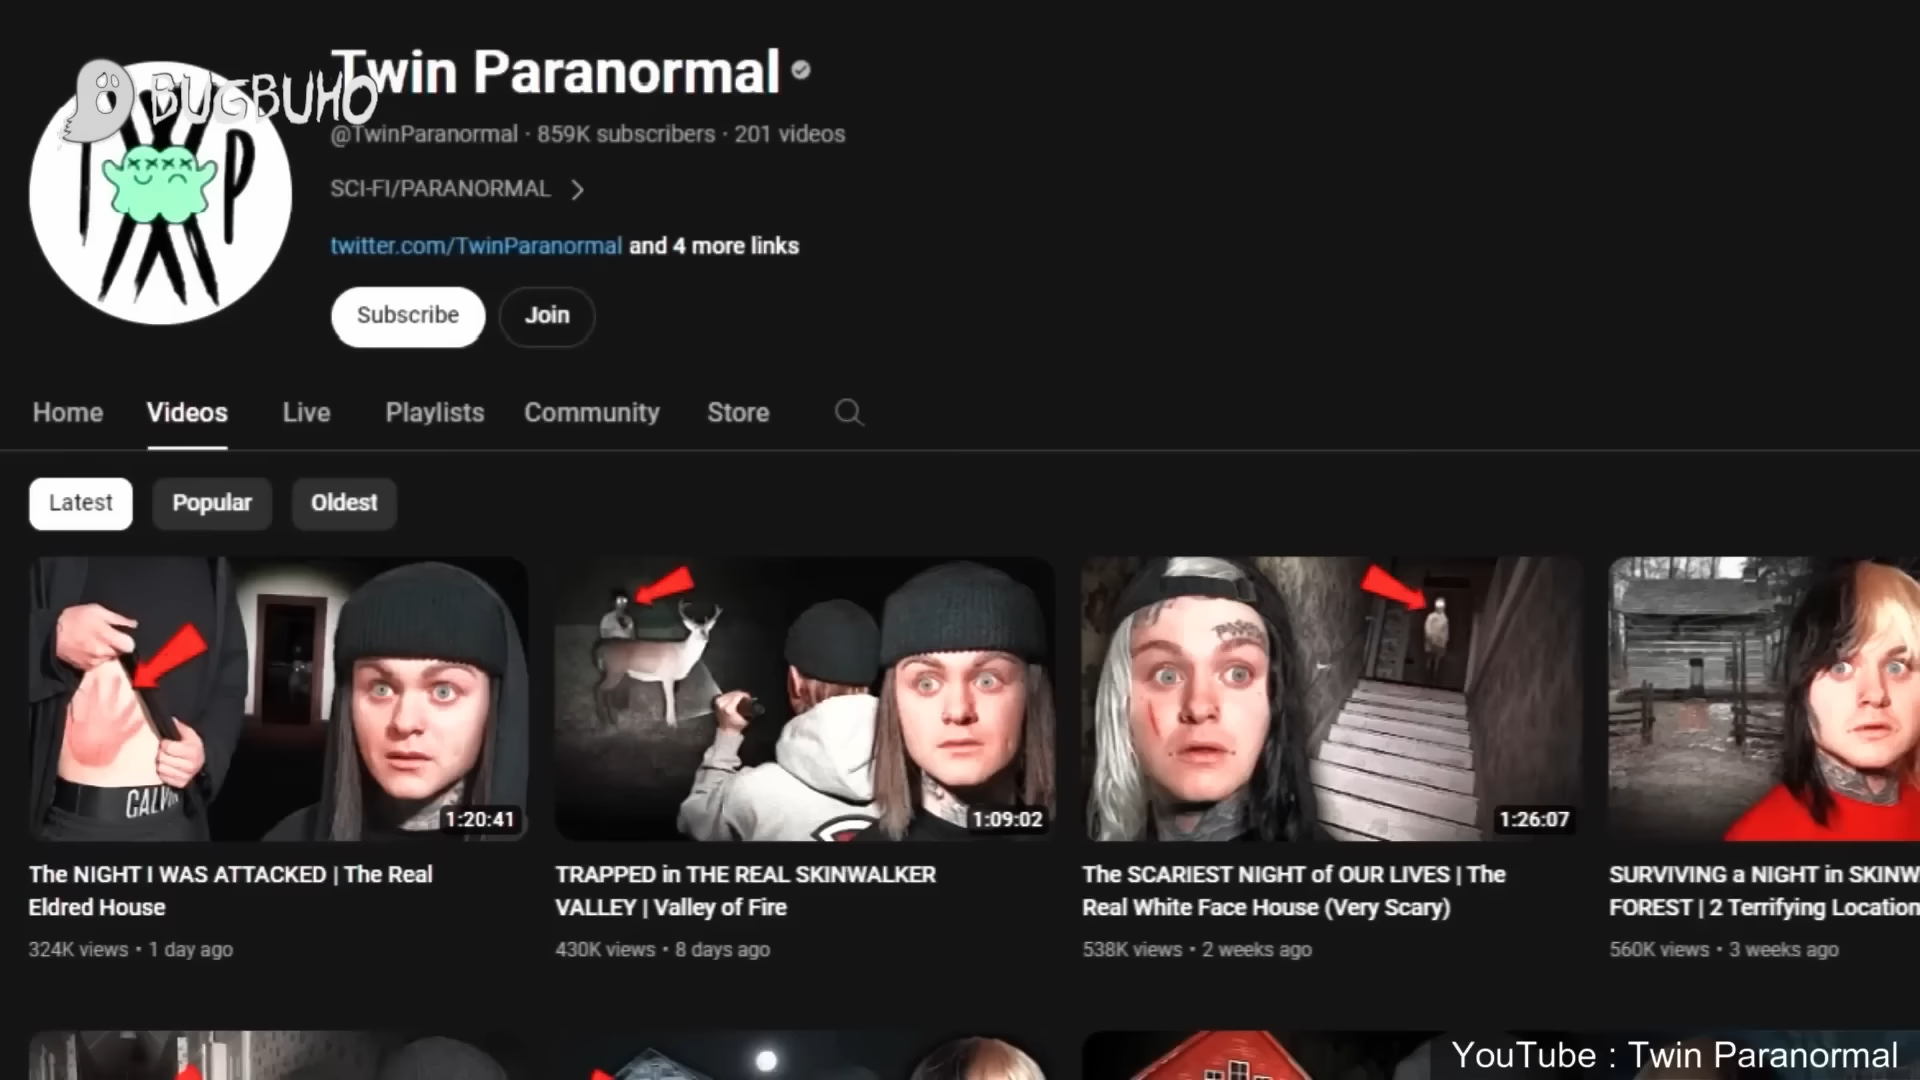 BUGBUHO
Twin Paranormal
@TwinParanormal · 859K subscribers · 201 videos
SCI-FI/PARANORMAL
twitter.com/TwinParanormal and 4 more links
Subscribe
Join
Home
Videos
Live
Playlists
Community
Store
Latest
Popular
Oldest
1:20:41
1:09:02
1:26:07
The NIGHT I WAS ATTACKED | The Real
Eldred House
324K views • 1 day ago
TRAPPED in THE REAL SKINWALKER
VALLEY | Valley of Fire
430K views • 8 days ago
The SCARIEST NIGHT of OUR LIVES | The
Real White Face House (Very Scary)
538K views • 2 weeks ago
SURVIVING a NIGHT in SKINW
FOREST | 2 Terrifying Location
560K views • 3 weeks ago
YouTube : Twin Paranormal